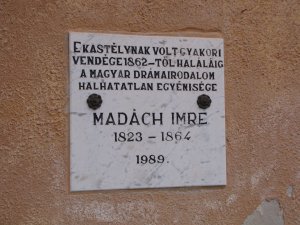 E KASTÉLYNAK VOLT GYAKORI
VENDÉGE 1862-TŐL HALÁLÁIG
A MAGYAR DRÁMAIRODALOM
HALHATATLAN EGYÉNISÉGE
MADÁCH IMRE
1823 - 1864
1989.